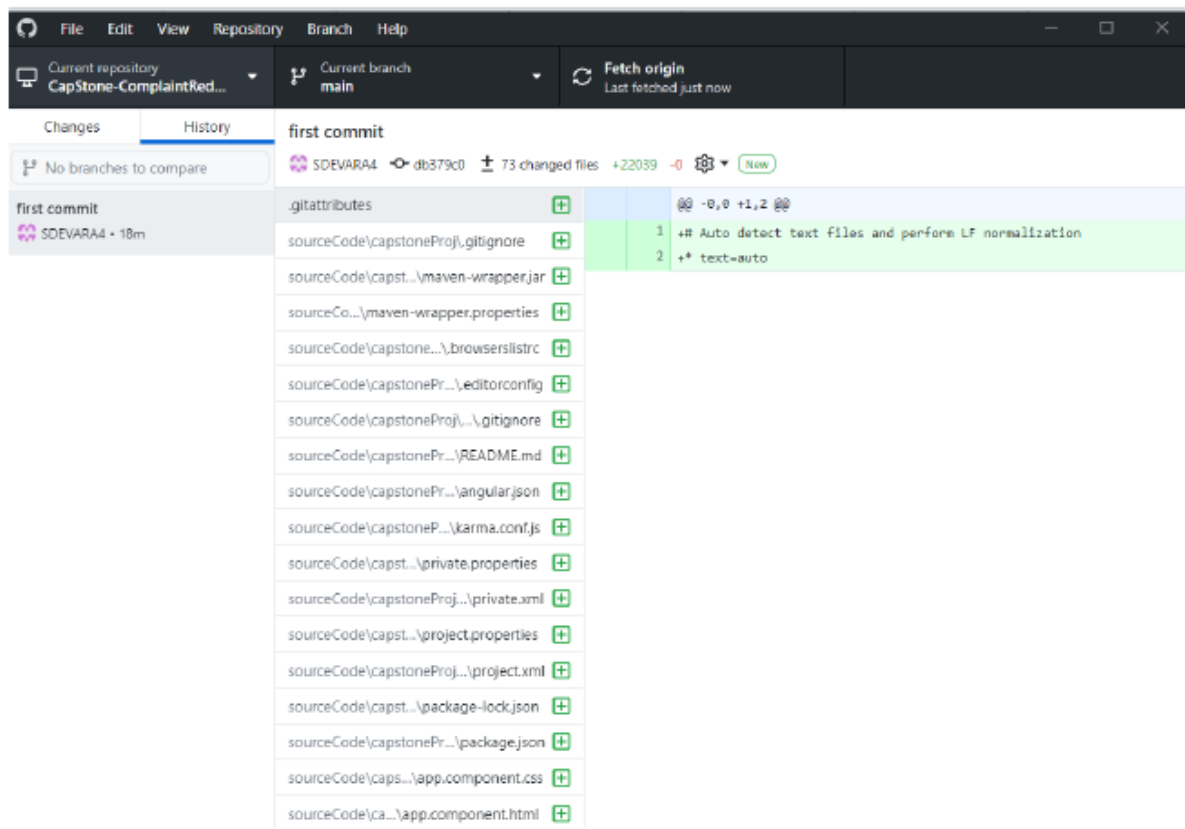 File Edit View Repository Branch Help
Current repository
CapStone-ComplaintRed...
Current branch
main
Fetch origin
Last fetched just now
Changes History
No branches to compare
first commit
SDEVARA4 • 18m
first commit
SDEVARA4 db379c0 73 changed files +22039 -0 New
.gitattributes
sourceCode\capstoneProj\.gitignore
sourceCode\capst...\maven-wrapper.jar
sourceCo...\maven-wrapper.properties
sourceCode\capstone...\.browserslistrc
sourceCode\capstonePr...\.editorconfig
sourceCode\capstoneProj\...\.gitignore
sourceCode\capstonePr...\README.md
sourceCode\capstonePr...\angular.json
sourceCode\capstoneP...\karma.conf.js
sourceCode\capst...\private.properties
sourceCode\capstoneProj...\private.xml
sourceCode\capst...\project.properties
sourceCode\capstoneProj...\project.xml
sourceCode\capst...\package-lock.json
sourceCode\capstonePr...\package.json
sourceCode\caps...\app.component.css
sourceCode\ca...\app.component.html
@@ -0,0 +1,2 @@
1 +# Auto detect text files and perform LF normalization
2 +* text=auto